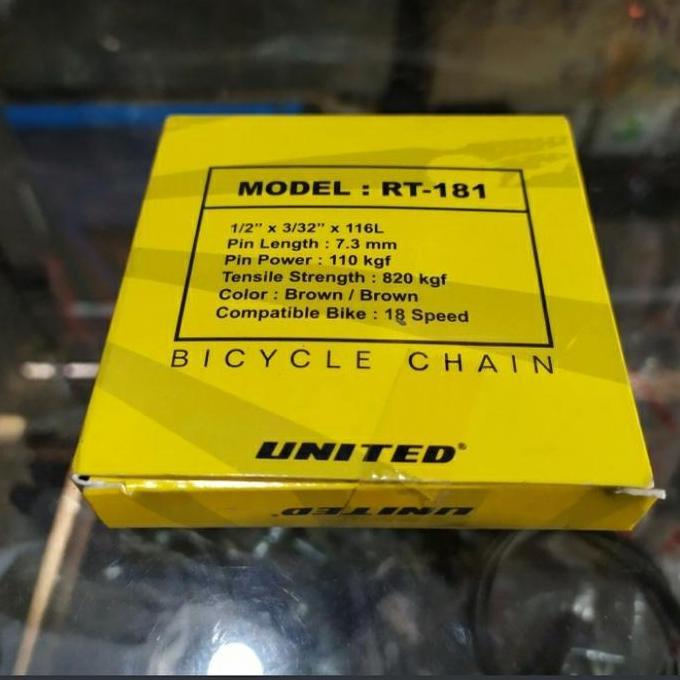 MODEL : RT-181
1/2" x 3/32" x 116L
Pin Length : 7.3 mm
Pin Power : 110 kgf
Tensile Strength : 820 kgf
Color : Brown / Brown
Compatible Bike : 18 Speed
BICYCLE CHAIN
UNITED®
UNITED®